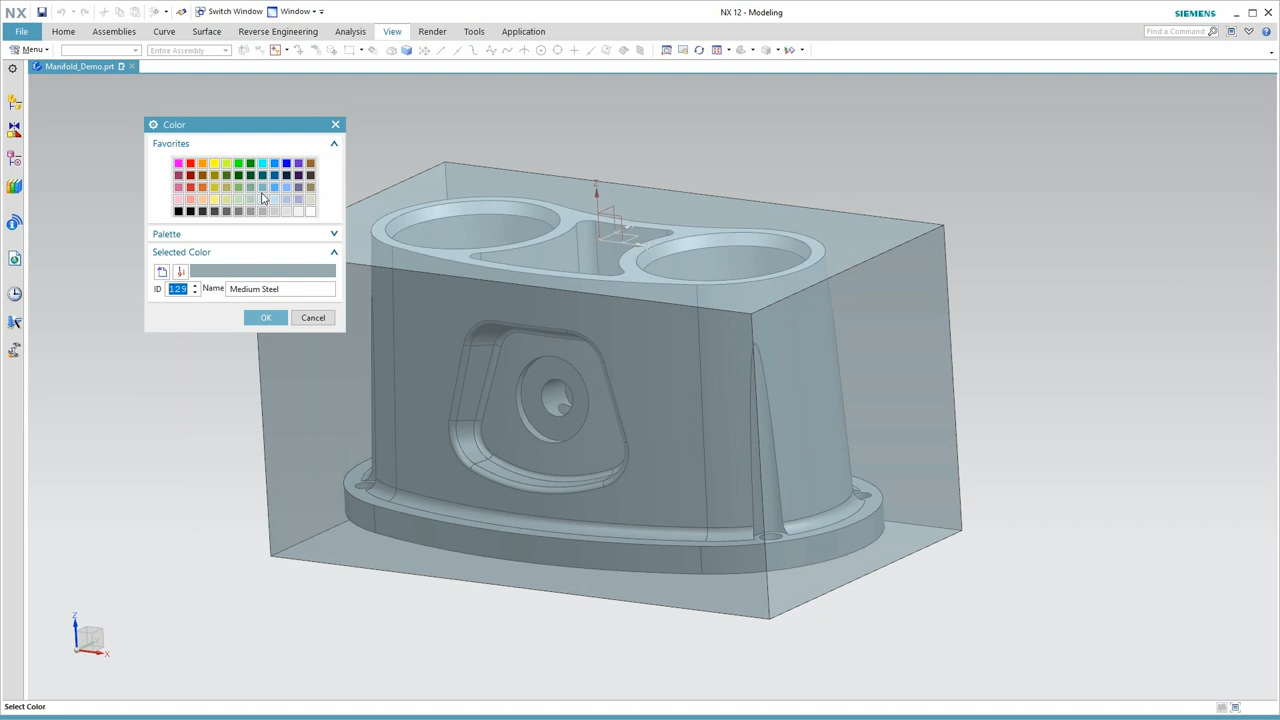 NX
Switch Window
Window
NX 12 - Modeling
SIEMENS
File
Home
Assemblies
Curve
Surface
Reverse Engineering
Analysis
View
Render
Tools
Application
Find a Command
Menu
Entire Assembly
Manifold_Demo.prt
Color
Favorites
Palette
Selected Color
ID
129
Name
Medium Steel
OK
Cancel
Z
Z
X
Select Color